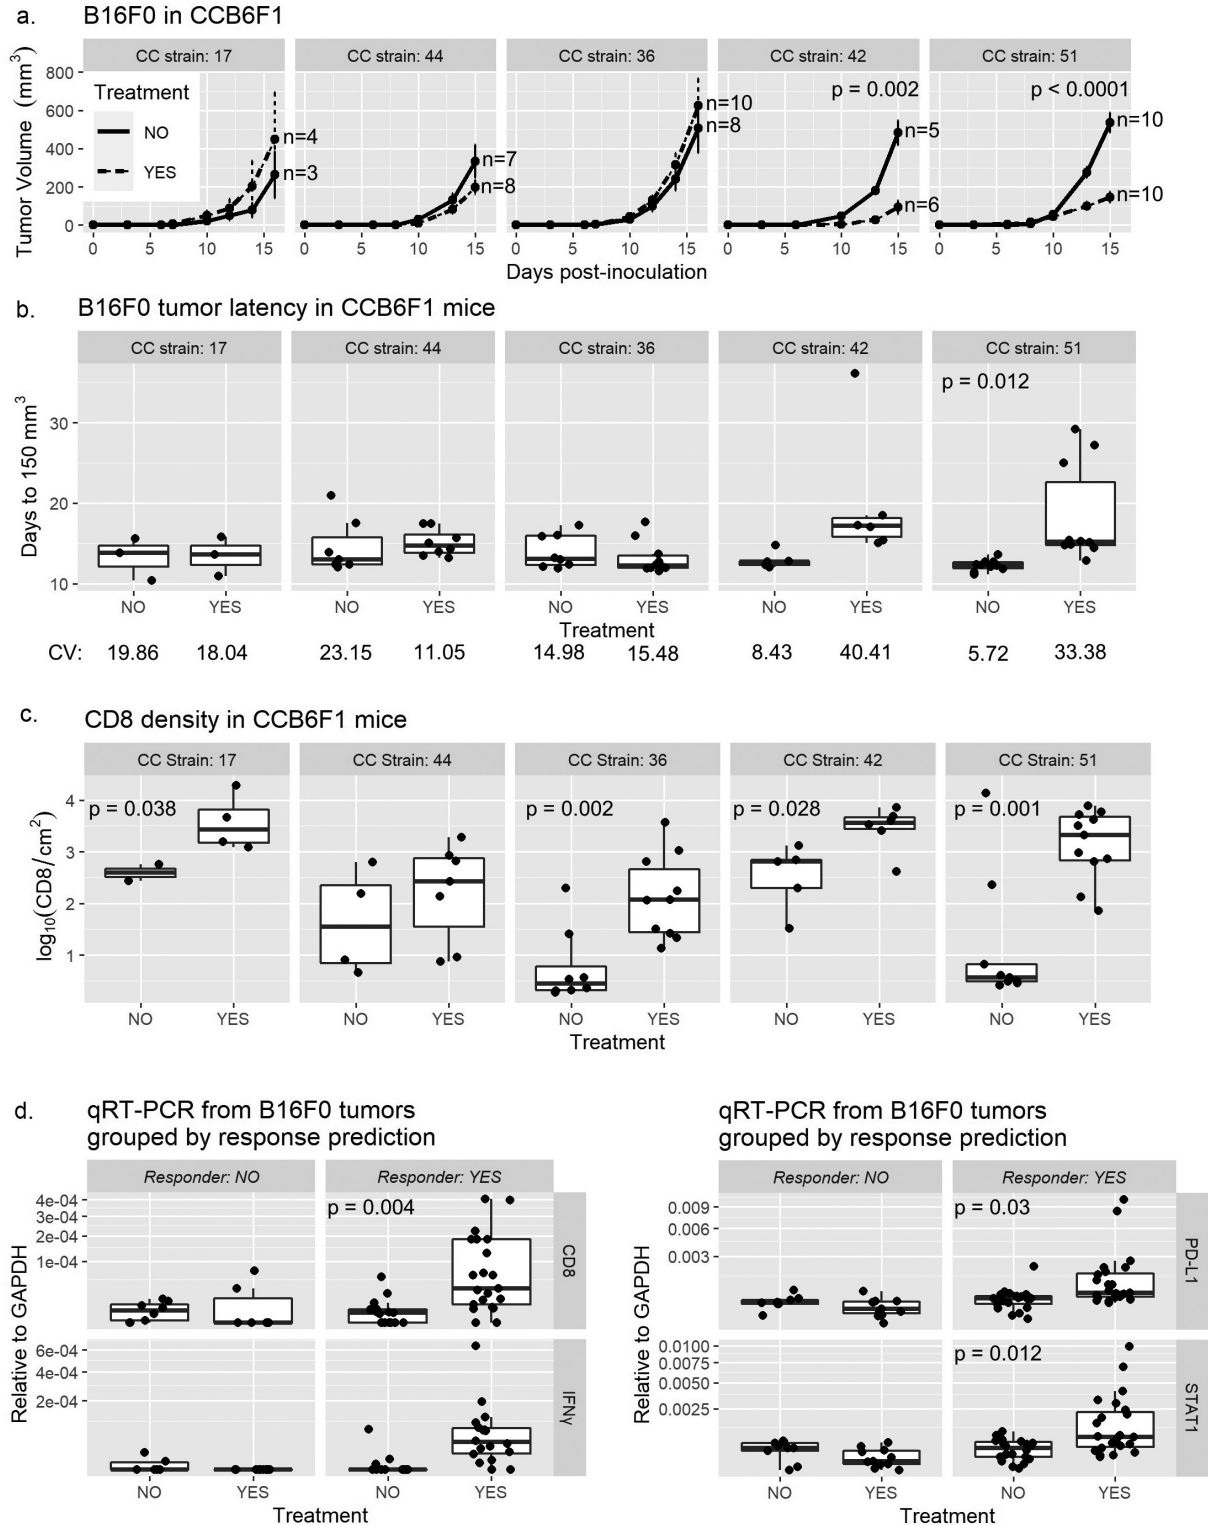 a. B16F0 in CCB6F1
CC strain: 17 CC strain: 44 CC strain: 36 CC strain: 42 CC strain: 51
Tumor Volume (mm³)
800
600
400
200
0
Treatment
NO
YES
n=4
n=3
n=7
n=8
n=10
n=8
p = 0.002
n=5
n=6
p < 0.0001
n=10
n=10
0 5 10 15 0 5 10 15 0 5 10 15 0 5 10 15 0 5 10 15
Days post-inoculation
b. B16F0 tumor latency in CCB6F1 mice
CC strain: 17 CC strain: 44 CC strain: 36 CC strain: 42 CC strain: 51
Days to 150 mm³
30
20
10
p = 0.012
NO YES NO YES NO YES NO YES NO YES
Treatment
CV: 19.86 18.04 23.15 11.05 14.98 15.48 8.43 40.41 5.72 33.38
c. CD8 density in CCB6F1 mice
CC Strain: 17 CC Strain: 44 CC Strain: 36 CC Strain: 42 CC Strain: 51
log₁₀(CD8/cm²)
4
3
2
1
p = 0.038 p = 0.002 p = 0.028 p = 0.001
NO YES NO YES NO YES NO YES NO YES
Treatment
d. qRT-PCR from B16F0 tumors
grouped by response prediction
Responder: NO Responder: YES
Relative to GAPDH
4e-04
3e-04
2e-04
1e-04
p = 0.004
CD8
6e-04
4e-04
2e-04
IFNγ
NO YES NO YES
Treatment
qRT-PCR from B16F0 tumors
grouped by response prediction
Responder: NO Responder: YES
Relative to GAPDH
0.009
0.006
0.003
p = 0.03
PD-L1
0.0100
0.0075
0.0050
0.0025
p = 0.012
STAT1
NO YES NO YES
Treatment